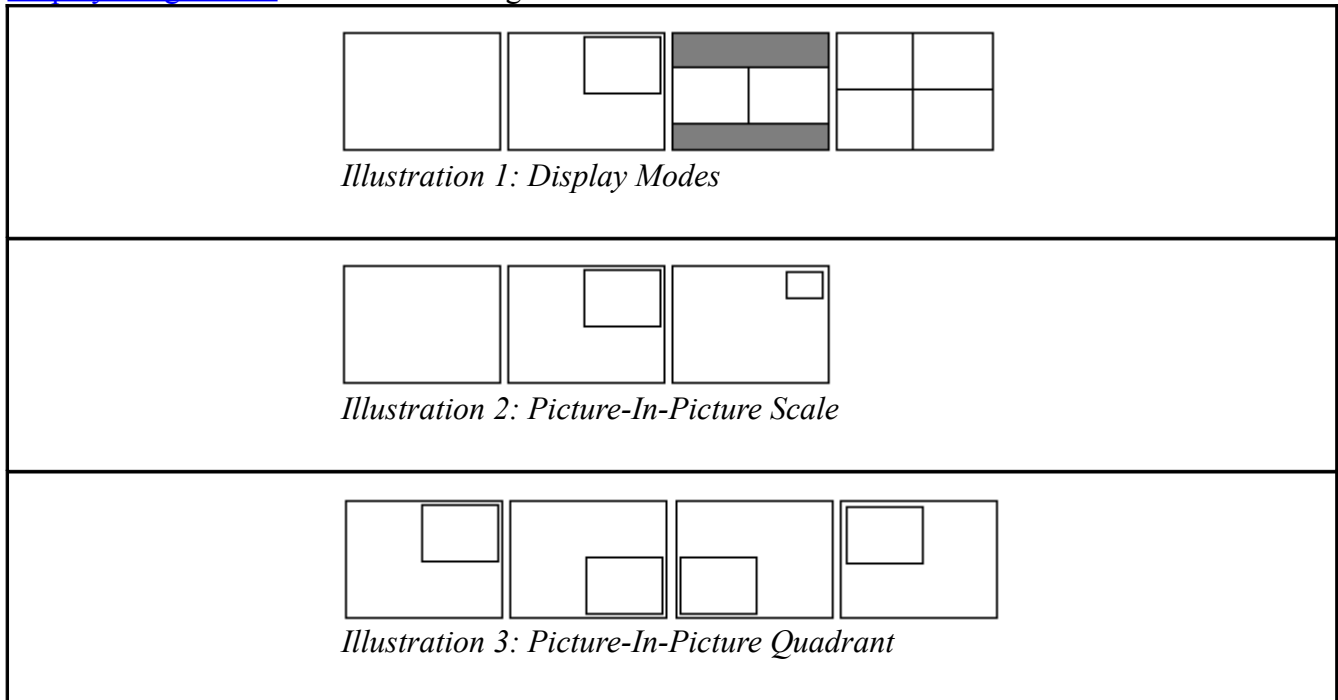 Illustration 1: Display Modes
Illustration 2: Picture-In-Picture Scale
Illustration 3: Picture-In-Picture Quadrant